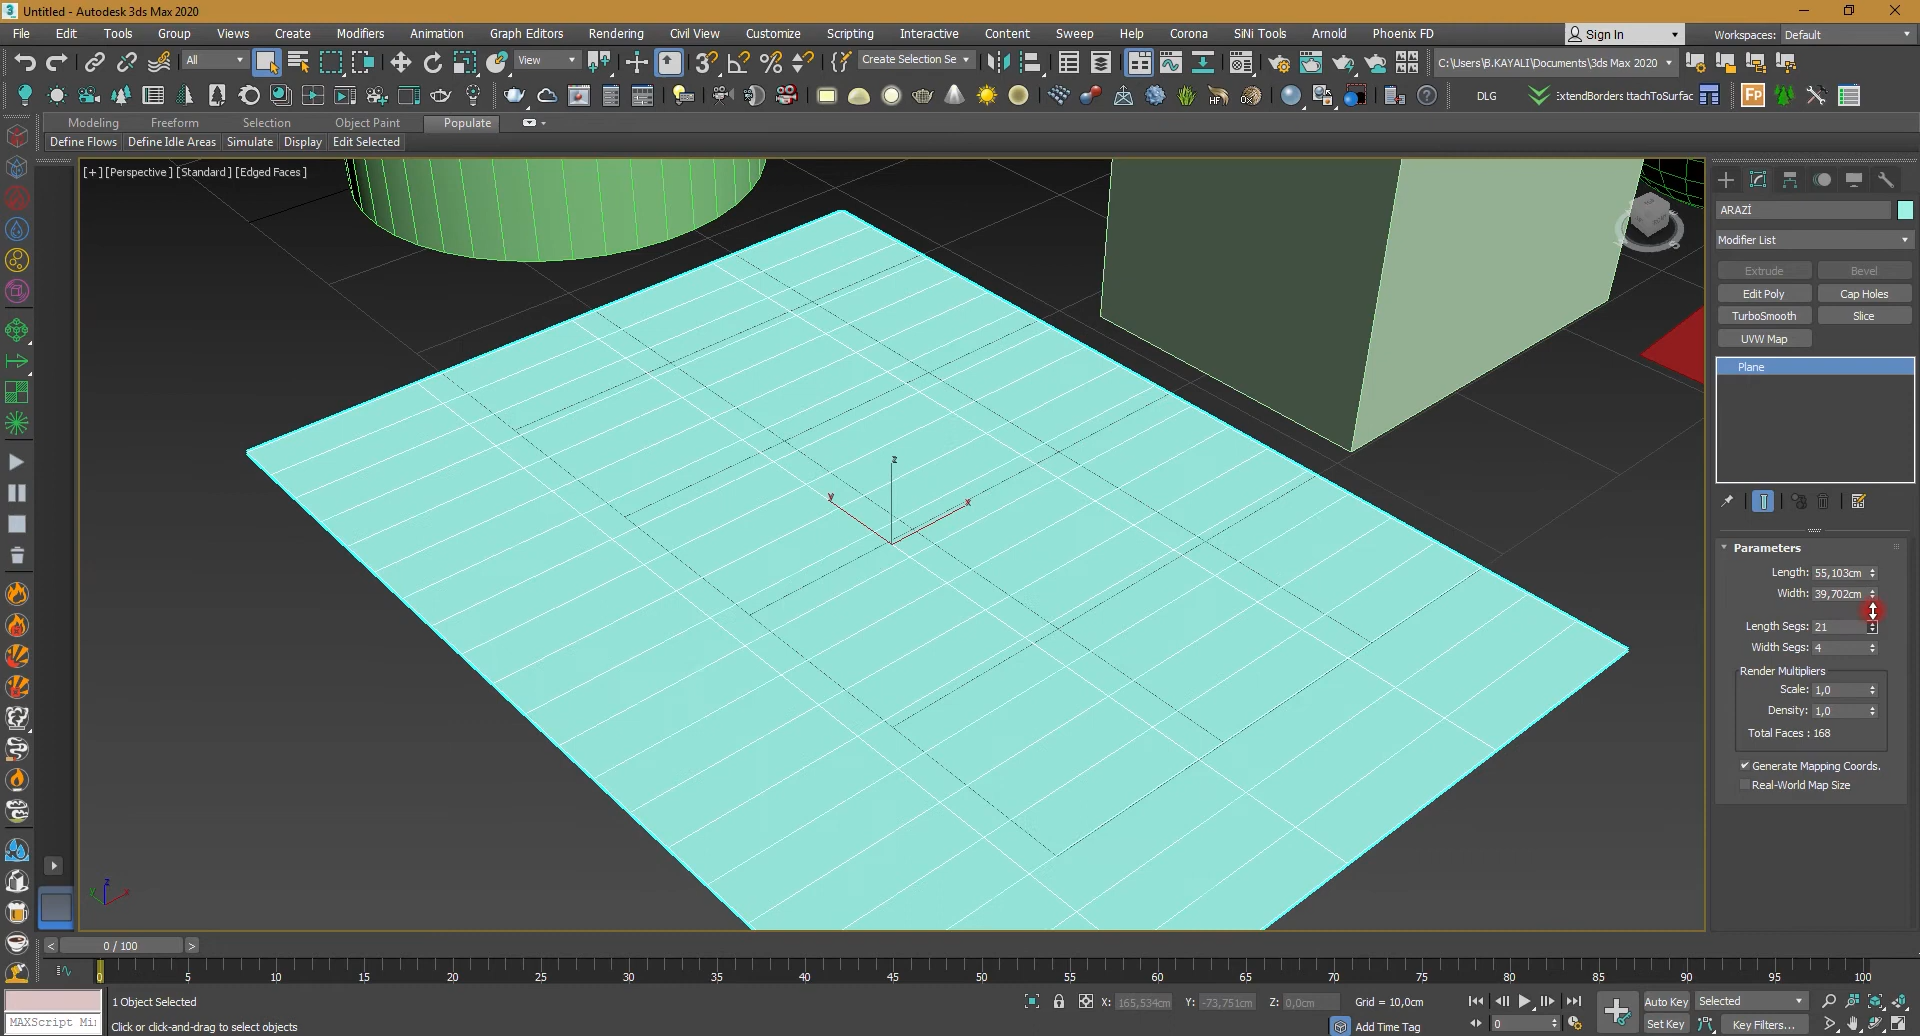 Untitled - Autodesk 3ds Max 2020
File Edit Tools Group Views Create Modifiers Animation Graph Editors Rendering Civil View Customize Scripting Interactive Content Sweep Help Corona SiNi Tools Arnold Phoenix FD Sign In Workspaces: Default
All View Create Selection Se C:\Users\B.KAYALI\Documents\3ds Max 2020
DLG ExtendBorders ttachToSurfac Fp
Modeling Freeform Selection Object Paint Populate
Define Flows Define Idle Areas Simulate Display Edit Selected
[+] [Perspective] [Standard] [Edged Faces]
ARAZİ
Modifier List
Extrude Bevel
Edit Poly Cap Holes
TurboSmooth Slice
UVW Map
Plane
z
y x
Parameters
Length: 55,103cm
Width: 39,702cm
Length Segs: 21
Width Segs: 4
Render Multipliers
Scale: 1,0
Density: 1,0
Total Faces : 168
Generate Mapping Coords.
Real-World Map Size
z
y x
< 0 / 100 >
0 5 10 15 20 25 30 35 40 45 50 55 60 65 70 75 80 85 90 95 100
1 Object Selected X: 165,534cm Y: -73,751cm Z: 0,0cm Grid = 10,0cm Auto Key Selected
MAXScript Mi Click or click-and-drag to select objects Add Time Tag 0 Set Key Key Filters...